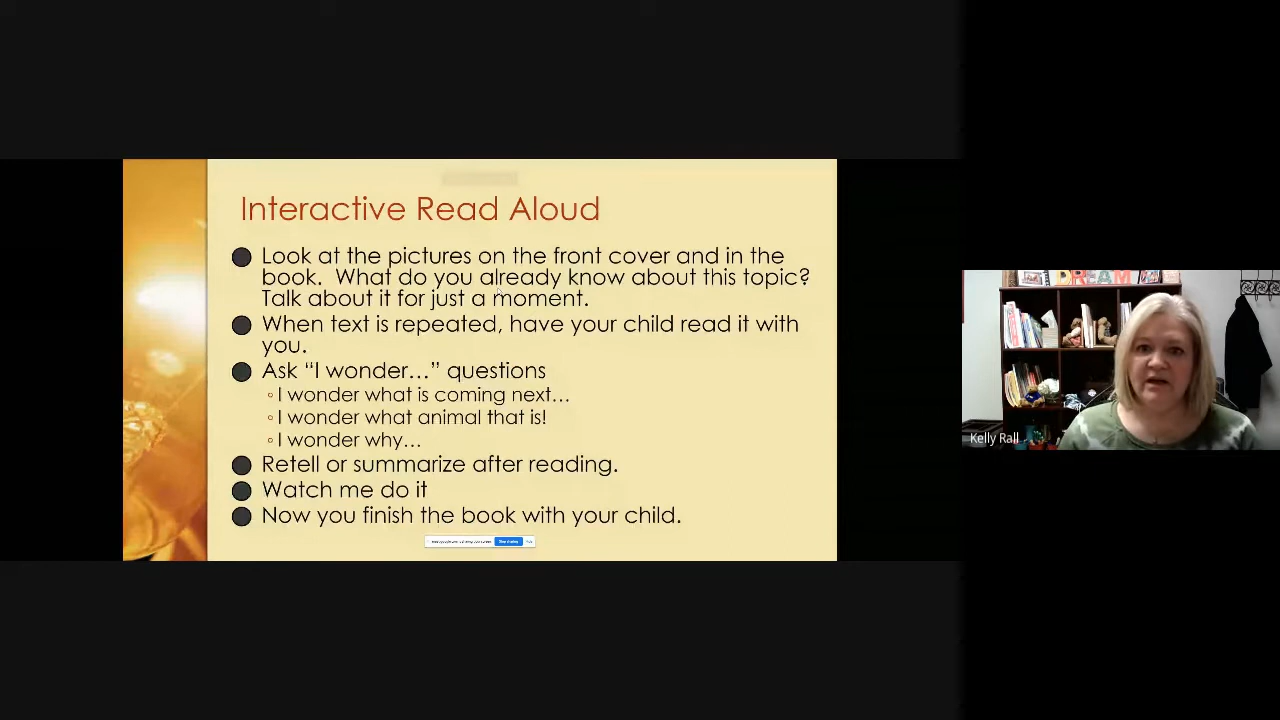 Interactive Read Aloud
Look at the pictures on the front cover and in the
book. What do you already know about this topic?
Talk about it for just a moment.
When text is repeated, have your child read it with
you.
Ask “I wonder…” questions
I wonder what is coming next…
I wonder what animal that is!
I wonder why…
Retell or summarize after reading.
Watch me do it
Now you finish the book with your child.
Stop sharing
Hide
DREAM
Kelly Rall